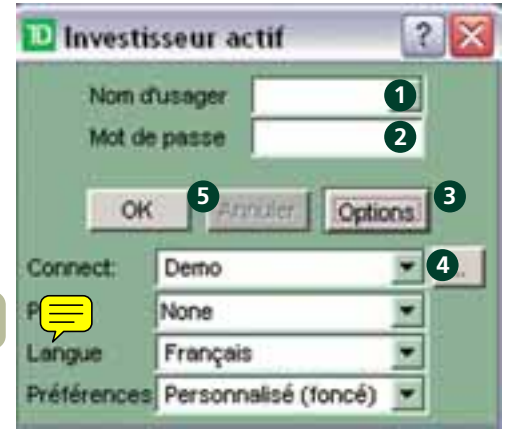 TD Investisseur actif ? X
Nom d'usager 1
Mot de passe 2
OK 5 Annuler Options 3
Connect: Demo 4 ..
None
Langue Français
Préférences Personnalisé (foncé)